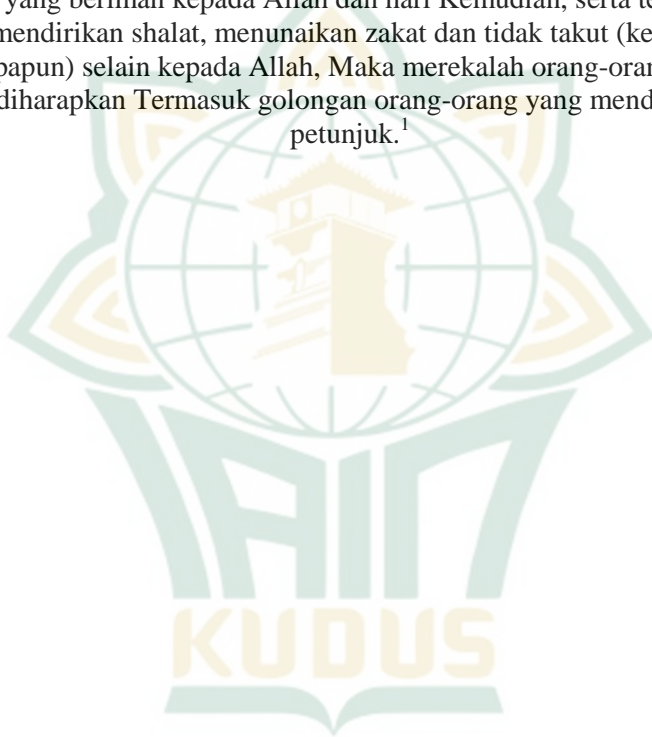 yang beriman kepada Allah dan hari Kemudian, serta te
mendirikan shalat, menunaikan zakat dan tidak takut (ke
papun) selain kepada Allah, Maka merekalah orang-oran
diharapkan Termasuk golongan orang-orang yang mend
petunjuk.1
IAIN
KUDUS